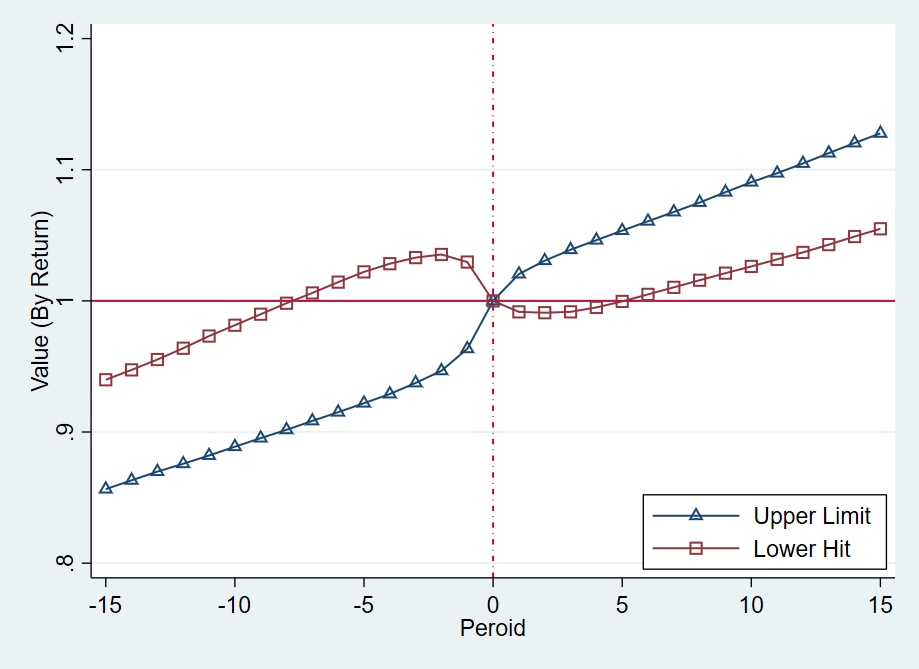 1.2
1.1
1
.9
.8
Value (By Return)
-15 -10 -5 0 5 10 15
Peroid
Upper Limit
Lower Hit